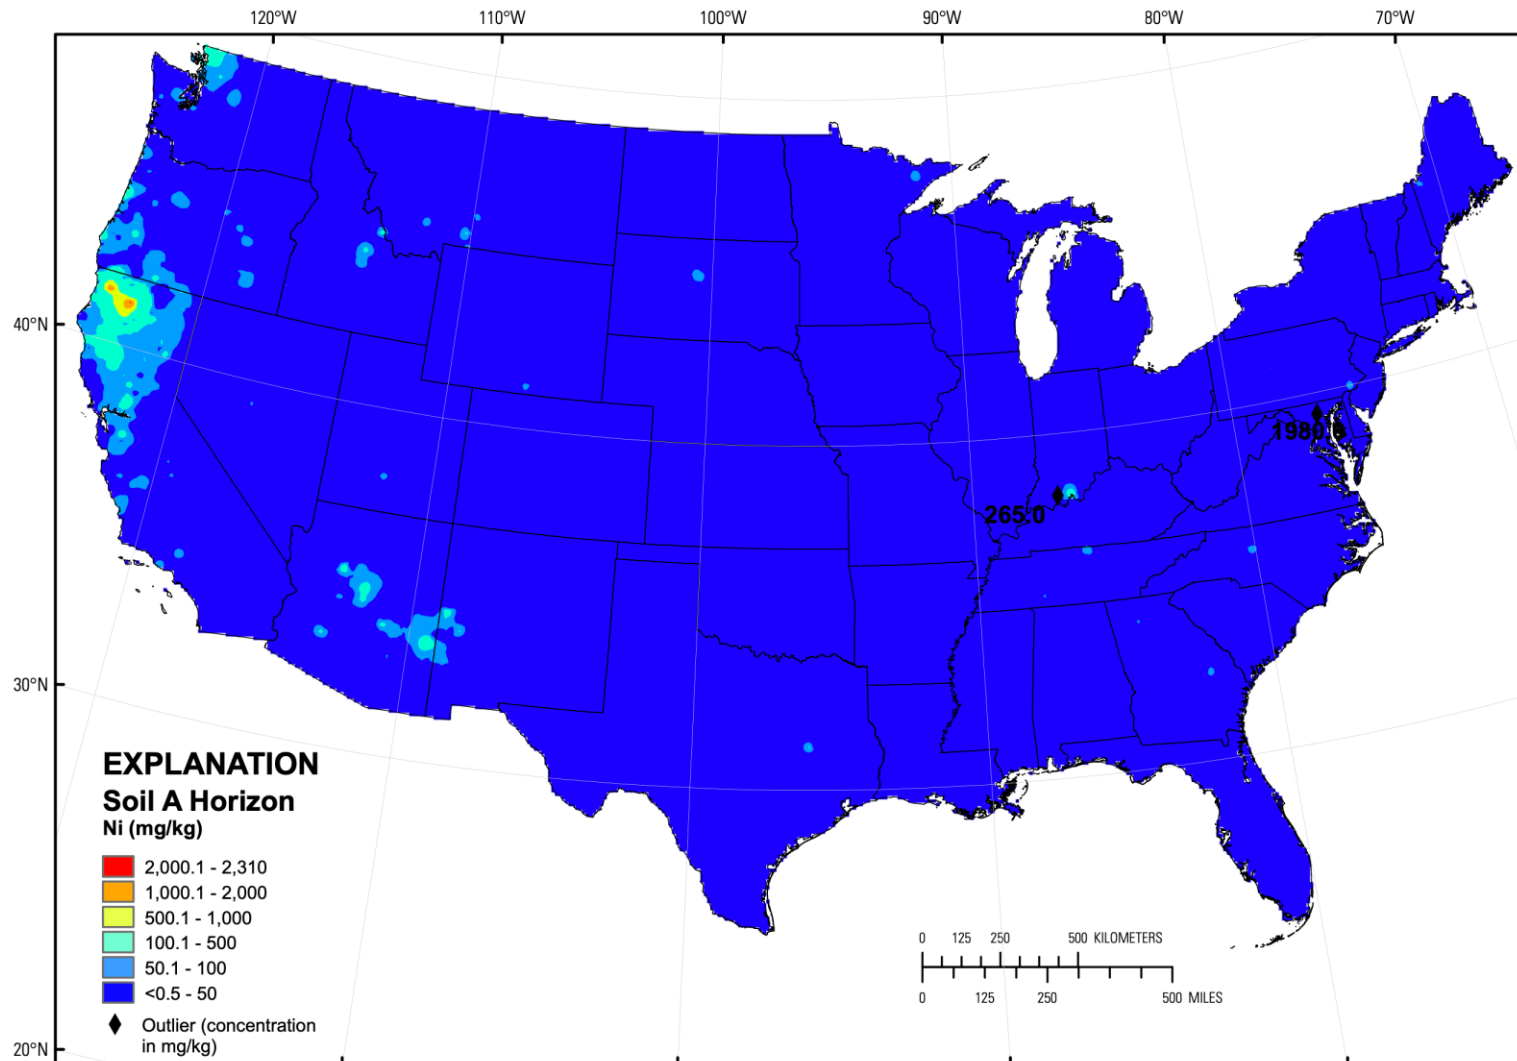 120°W 110°W 100°W 90°W 80°W 70°W
40°N
1980.0
265.0
30°N
EXPLANATION
Soil A Horizon
Ni (mg/kg)
2,000.1 - 2,310
1,000.1 - 2,000
500.1 - 1,000
100.1 - 500
50.1 - 100
<0.5 - 50
Outlier (concentration
in mg/kg)
0 125 250 500 KILOMETERS
0 125 250 500 MILES
20°N